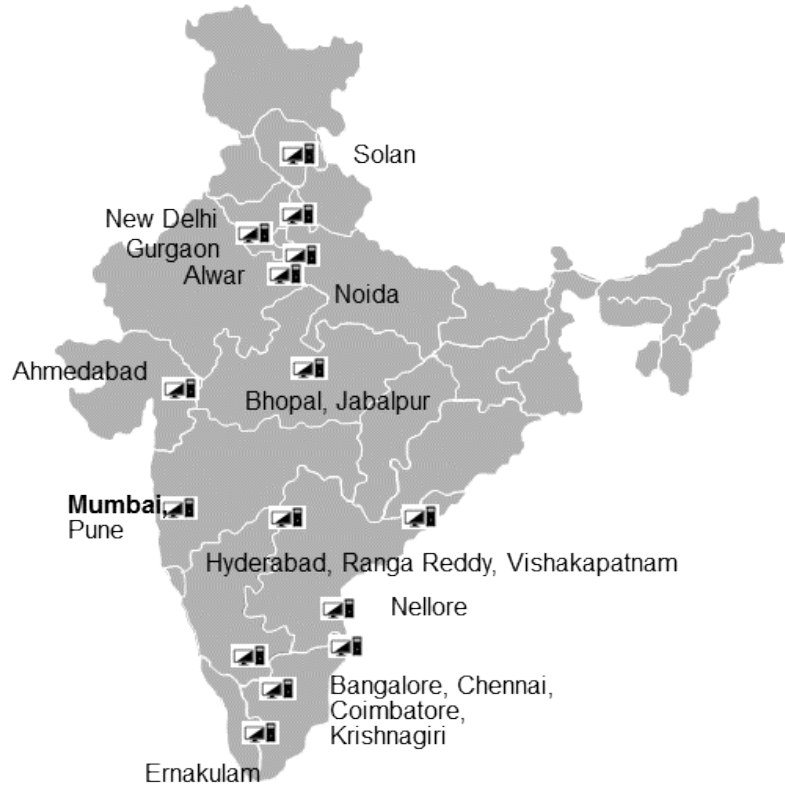 Solan
New Delhi
Gurgaon
Alwar
Noida
Ahmedabad
Bhopal, Jabalpur
Mumbai,
Pune
Hyderabad, Ranga Reddy, Vishakapatnam
Nellore
Bangalore, Chennai,
Coimbatore,
Krishnagiri
Ernakulam